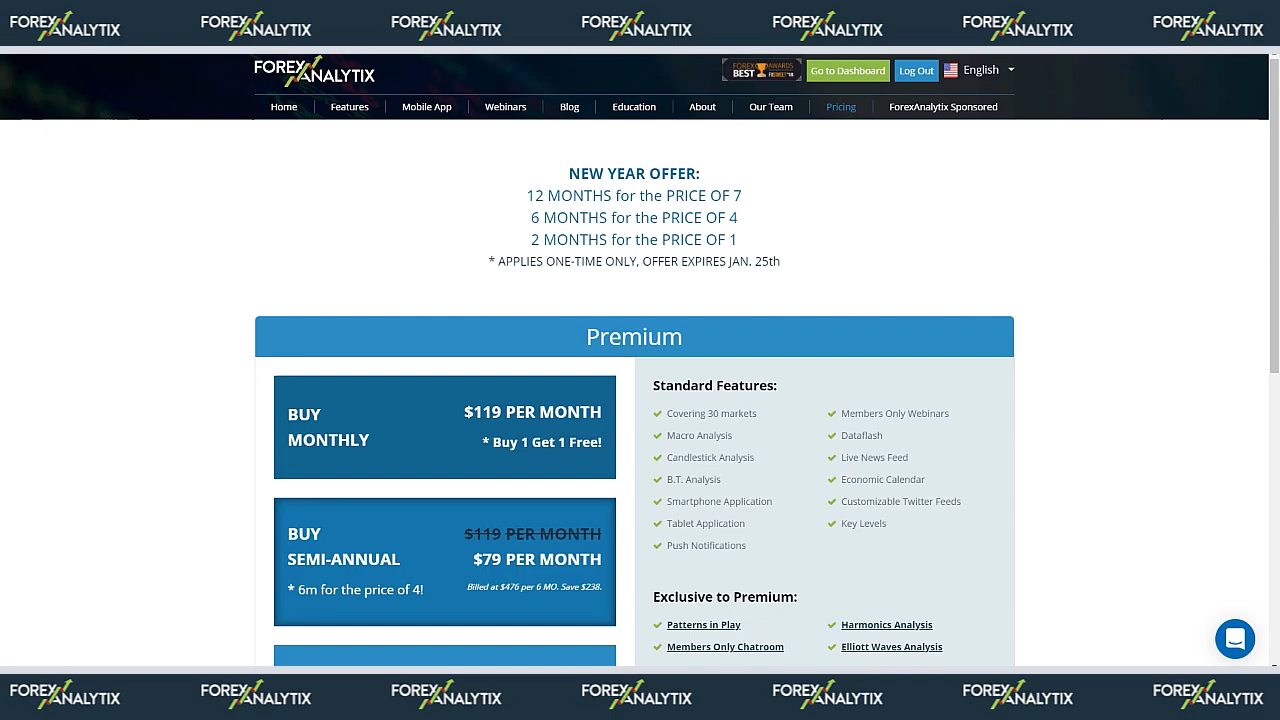 FOREX ANALYTIX FOREX ANALYTIX FOREX ANALYTIX FOREX ANALYTIX FOREX ANALYTIX FOREX ANALYTIX FOREX ANALYTIX
FOREX ANALYTIX
FOREX AWARDS
BEST
Go to Dashboard
Log Out
English
Home Features Mobile App Webinars Blog Education About Our Team Pricing ForexAnalytix Sponsored
NEW YEAR OFFER:
12 MONTHS for the PRICE OF 7
6 MONTHS for the PRICE OF 4
2 MONTHS for the PRICE OF 1
* APPLIES ONE-TIME ONLY, OFFER EXPIRES JAN. 25th
Premium
BUY
MONTHLY
$119 PER MONTH
* Buy 1 Get 1 Free!
BUY
SEMI-ANNUAL
* 6m for the price of 4!
$119 PER MONTH
$79 PER MONTH
Billed at $476 per 6 MO. Save $238.
Standard Features:
Covering 30 markets
Macro Analysis
Candlestick Analysis
B.T. Analysis
Smartphone Application
Tablet Application
Push Notifications
Members Only Webinars
Dataflash
Live News Feed
Economic Calendar
Customizable Twitter Feeds
Key Levels
Exclusive to Premium:
Patterns in Play
Members Only Chatroom
Harmonics Analysis
Elliott Waves Analysis
FOREX ANALYTIX FOREX ANALYTIX FOREX ANALYTIX FOREX ANALYTIX FOREX ANALYTIX FOREX ANALYTIX FOREX ANALYTIX